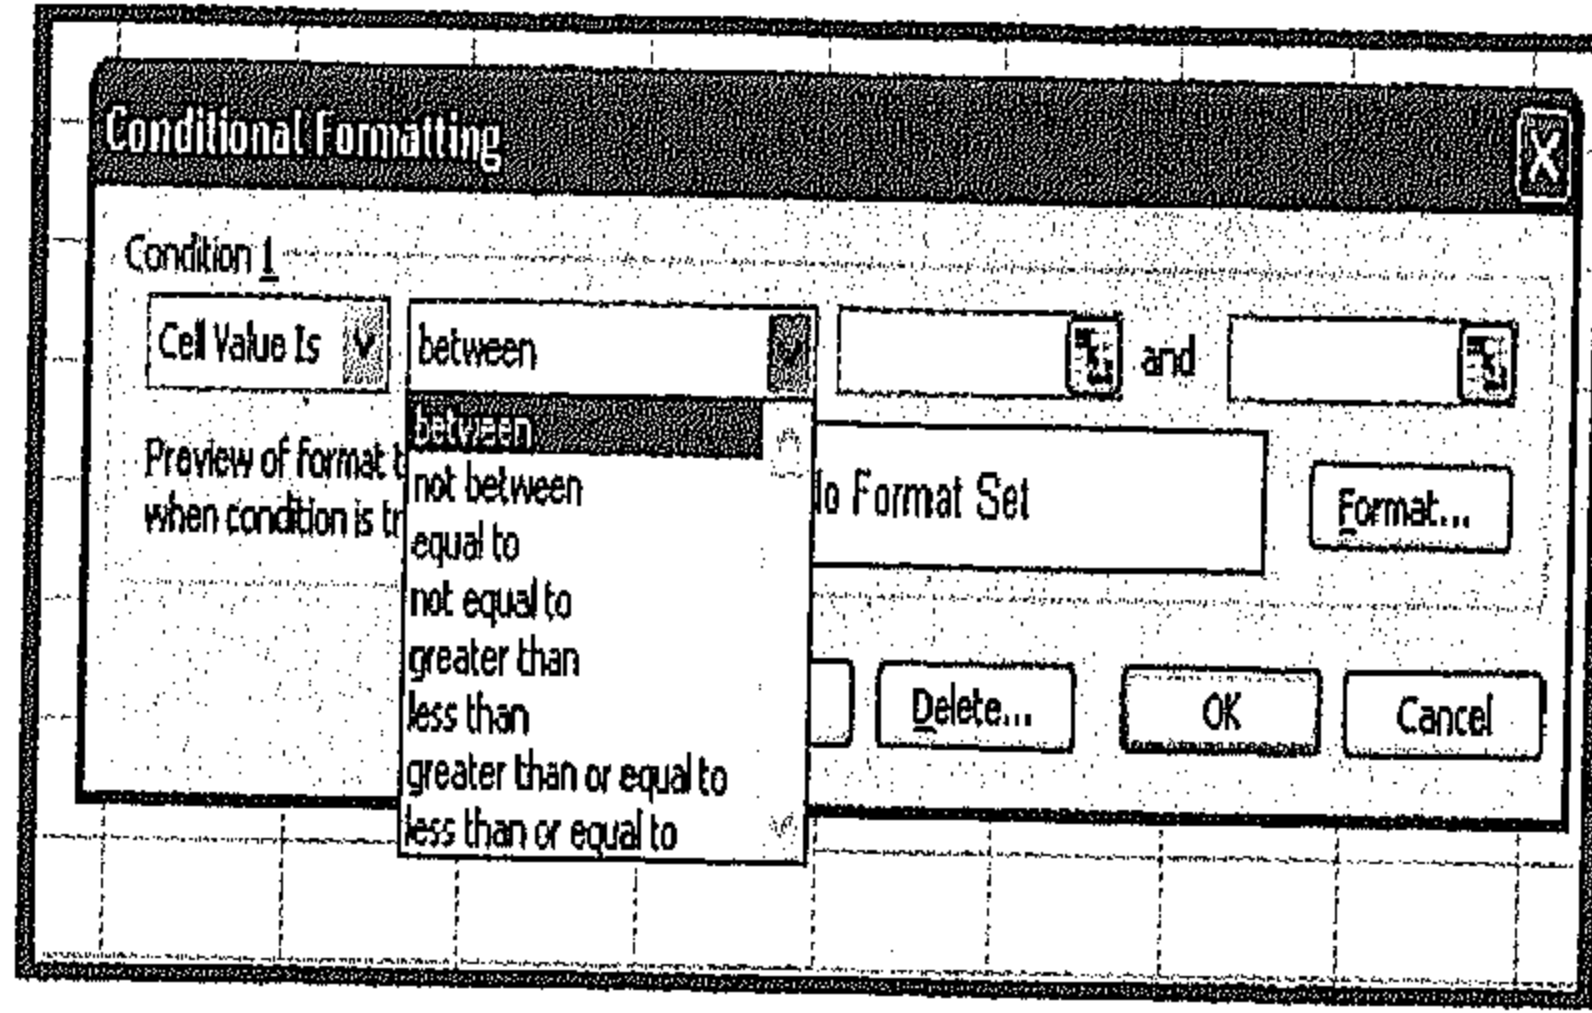 Conditional Formatting
Condition 1
Cell Value Is between and
between
not between
equal to
not equal to
greater than
less than
greater than or equal to
less than or equal to
Preview of format
when condition is
Format Set
Format...
Delete... OK Cancel